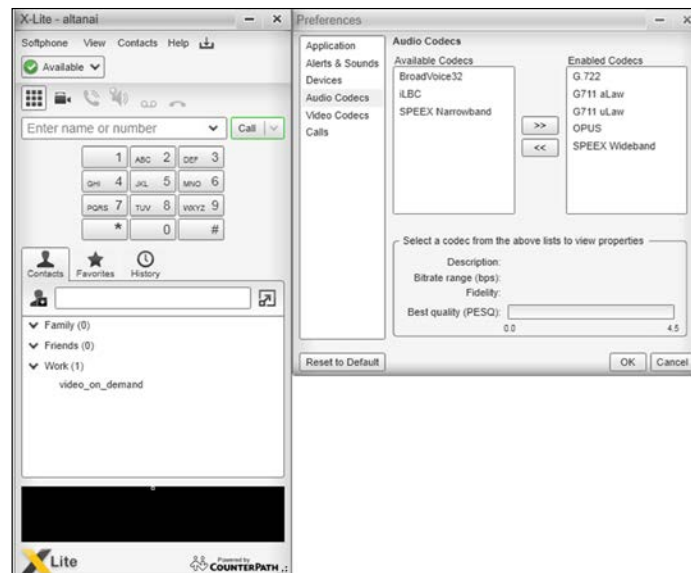 X-Lite - altanai
Softphone View Contacts Help
Available
Enter name or number
Call
1 ABC 2 DEF 3
GHI 4 JKL 5 MNO 6
PQRS 7 TUV 8 WXYZ 9
* 0 #
Contacts Favorites History
Family (0)
Friends (0)
Work (1)
video_on_demand
X Lite
Powered by
COUNTERPATH
Preferences
Application
Alerts & Sounds
Devices
Audio Codecs
Video Codecs
Calls
Audio Codecs
Available Codecs
BroadVoice32
iLBC
SPEEX Narrowband
>>
<<
Enabled Codecs
G.722
G711 aLaw
G711 uLaw
OPUS
SPEEX Wideband
Select a codec from the above lists to view properties
Description:
Bitrate range (bps):
Fidelity:
Best quality (PESQ):
0.0 4.5
Reset to Default
OK Cancel